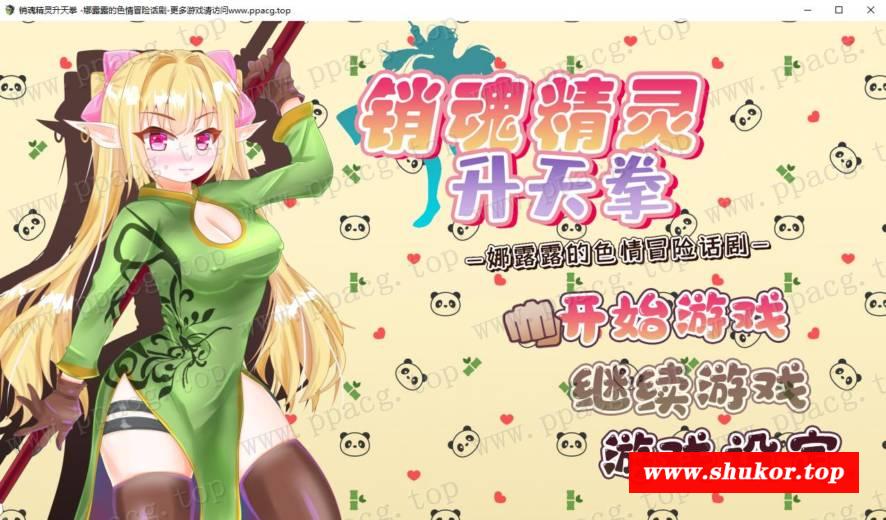 销魂精灵升天拳 -娜露露的色情冒险话剧-更多游戏请访问www.ppacg.top
销魂精灵
升天拳
—娜露露的色情冒险话剧—
开始游戏
继续游戏
游戏设定
www.shukor.top
www.ppacg.top